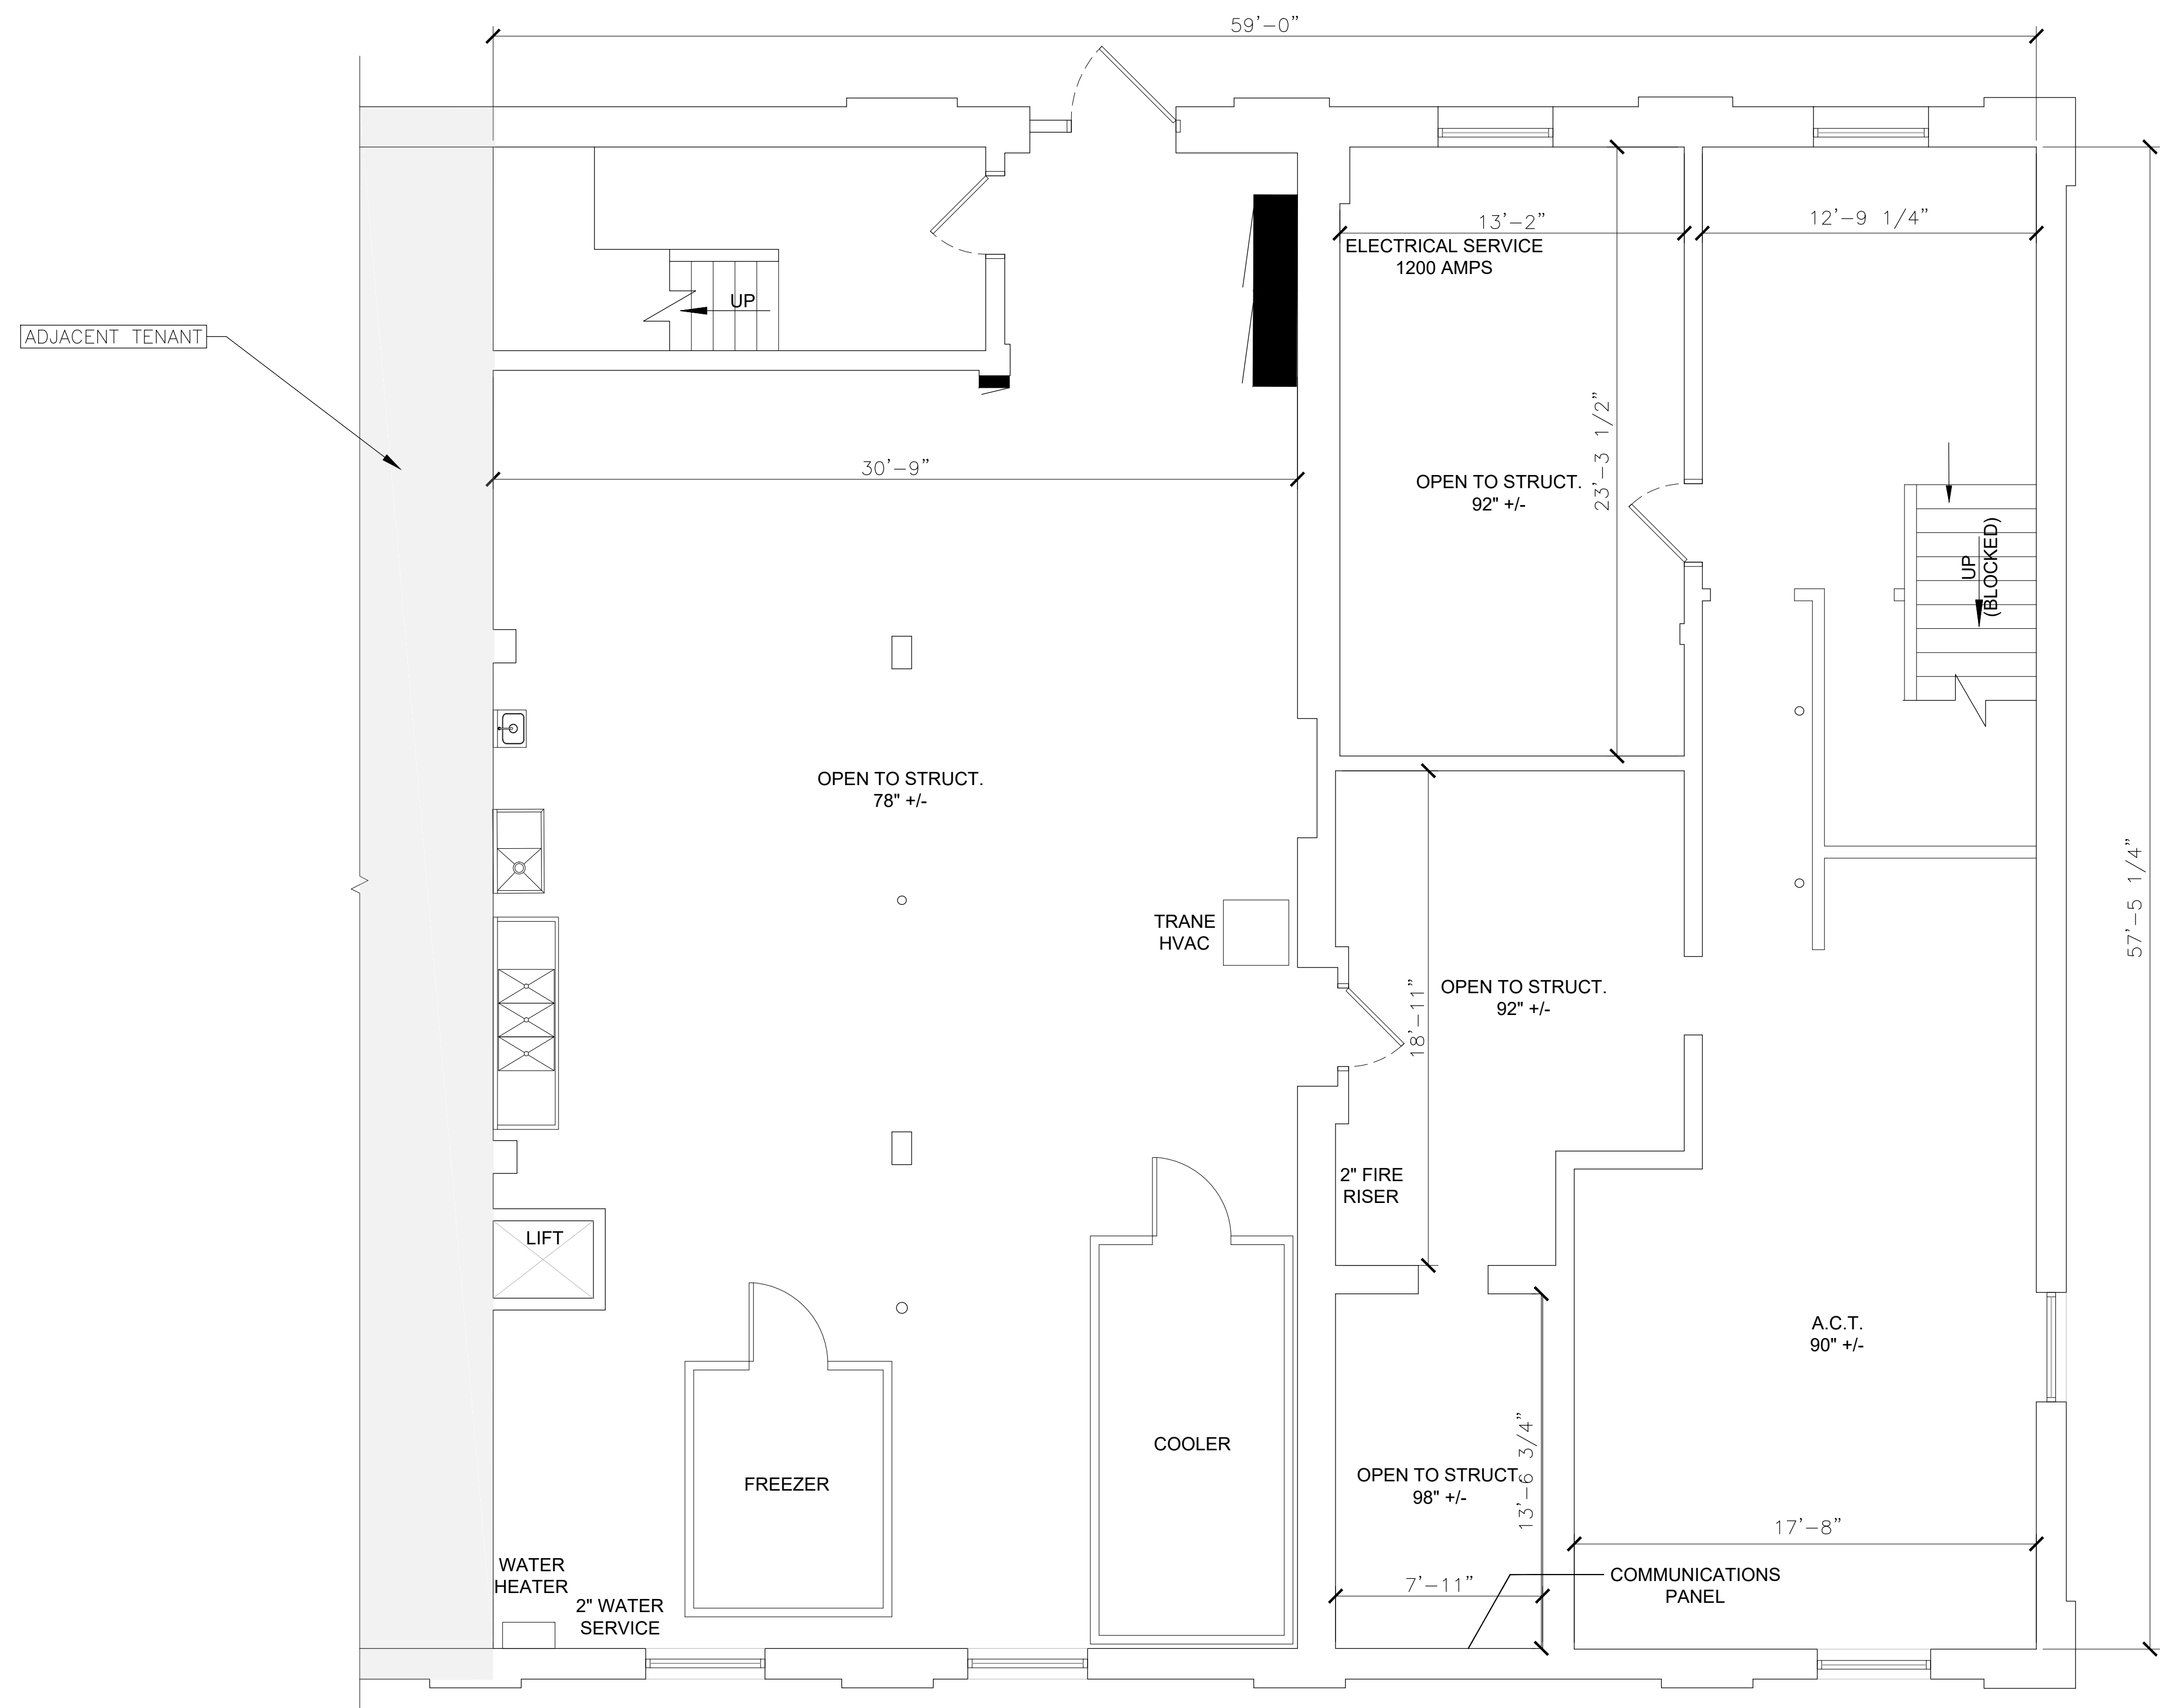 59'-0"
13'-2"
12'-9 1/4"
ELECTRICAL SERVICE
1200 AMPS
UP
ADJACENT TENANT
30'-9"
23'-3 1/2"
OPEN TO STRUCT.
92" +/-
UP
(BLOCKED)
OPEN TO STRUCT.
78" +/-
TRANE
HVAC
57'-5 1/4"
18'-11"
OPEN TO STRUCT.
92" +/-
2" FIRE
RISER
LIFT
A.C.T.
90" +/-
COOLER
FREEZER
OPEN TO STRUCT.
98" +/-
13'-6 3/4"
17'-8"
WATER
HEATER
2" WATER
SERVICE
7'-11"
COMMUNICATIONS
PANEL